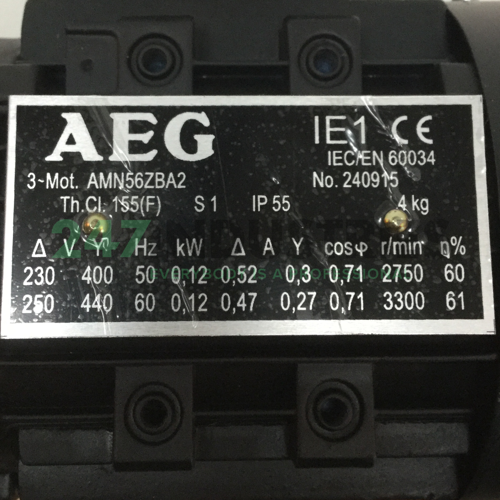 AEG
IE1 CE
IEC/EN 60034
3~Mot. AMN56ZBA2 No. 240915
Th.Cl. 155(F) S 1 IP 55 4 kg
Δ V Y Hz kW Δ A Y cosφ r/min η%
230 400 50 0,12 0,52 0,3 0,71 2750 60
250 440 60 0,12 0,47 0,27 0,71 3300 61